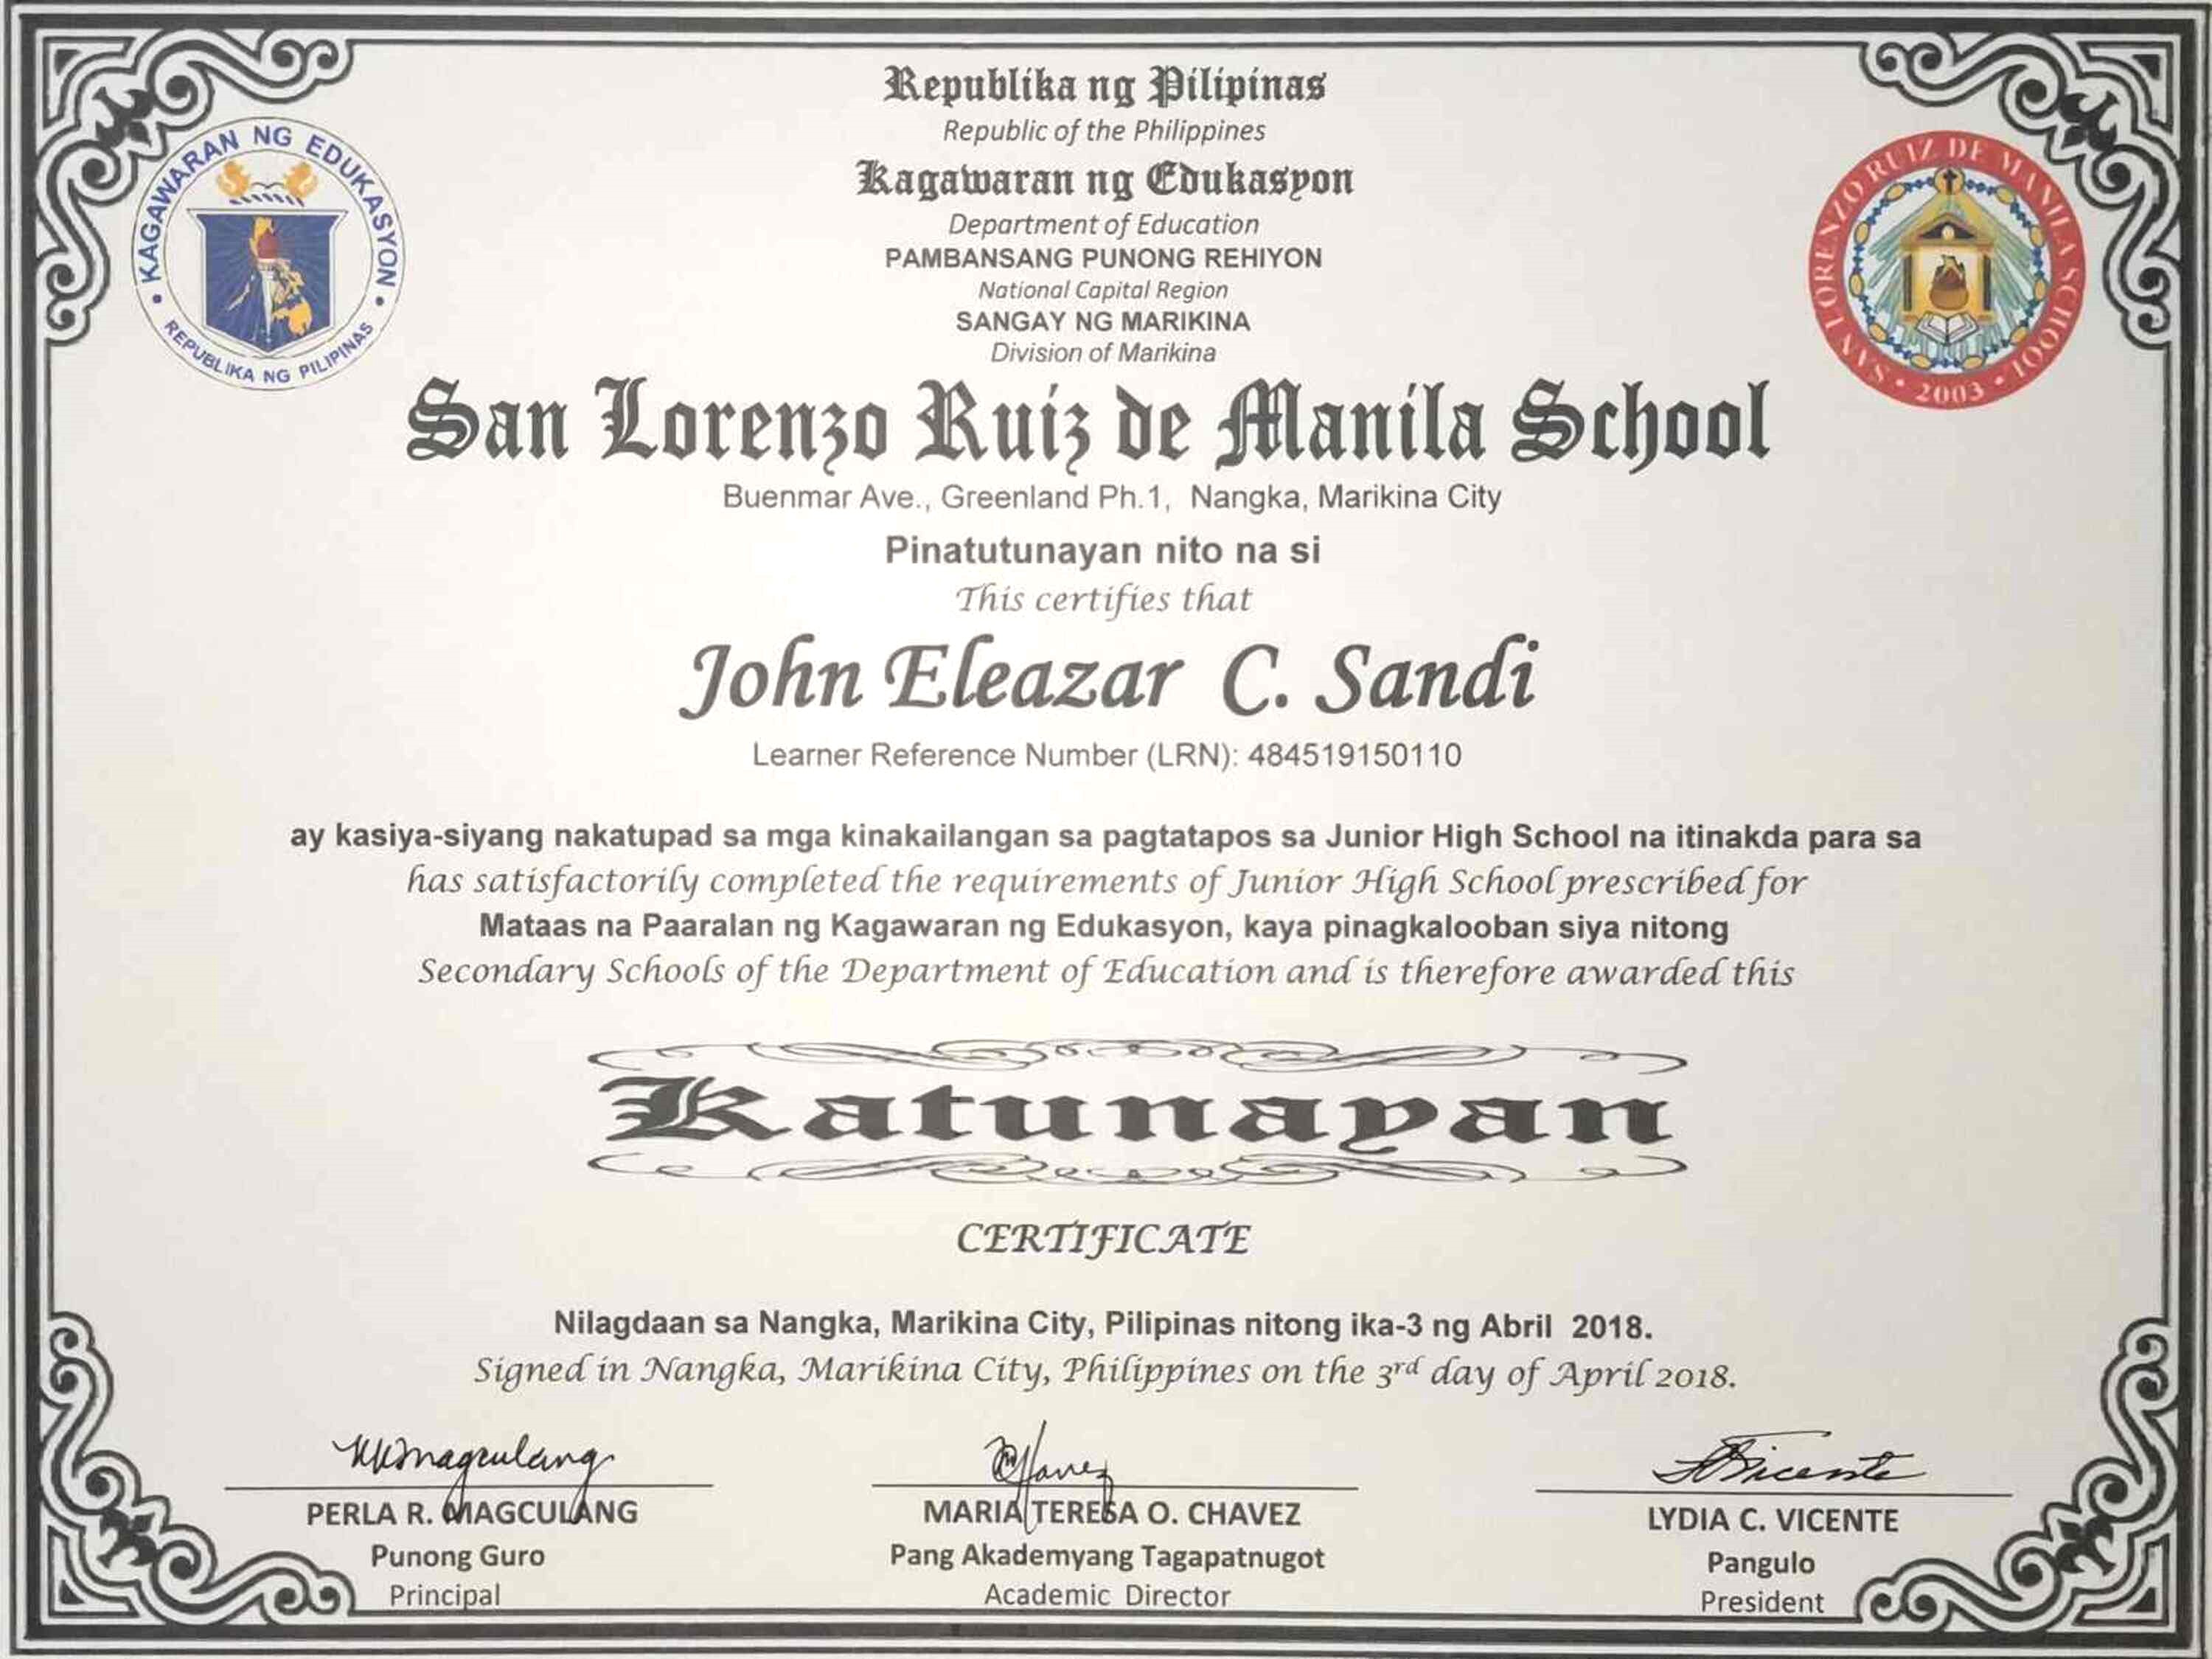 Republika ng Pilipinas
Republic of the Philippines
Kagawaran ng Edukasyon
Department of Education
PAMBANSANG PUNONG REHIYON
National Capital Region
SANGAY NG MARIKINA
Division of Marikina
KAGAWARAN NG EDUKASYON
REPUBLIKA NG PILIPINAS
SAN LORENZO RUIZ DE MANILA SCHOOL
2003
San Lorenzo Ruiz de Manila School
Buenmar Ave., Greenland Ph.1, Nangka, Marikina City
Pinatutunayan nito na si
This certifies that
John Eleazar C. Sandi
Learner Reference Number (LRN): 484519150110
ay kasiya-siyang nakatupad sa mga kinakailangan sa pagtatapos sa Junior High School na itinakda para sa
has satisfactorily completed the requirements of Junior High School prescribed for
Mataas na Paaralan ng Kagawaran ng Edukasyon, kaya pinagkalooban siya nitong
Secondary Schools of the Department of Education and is therefore awarded this
Katunayan
CERTIFICATE
Nilagdaan sa Nangka, Marikina City, Pilipinas nitong ika-3 ng Abril 2018.
Signed in Nangka, Marikina City, Philippines on the 3rd day of April 2018.
PERLA R. MAGCULANG
Punong Guro
Principal
MARIA TERESA O. CHAVEZ
Pang Akademyang Tagapatnugot
Academic Director
LYDIA C. VICENTE
Pangulo
President